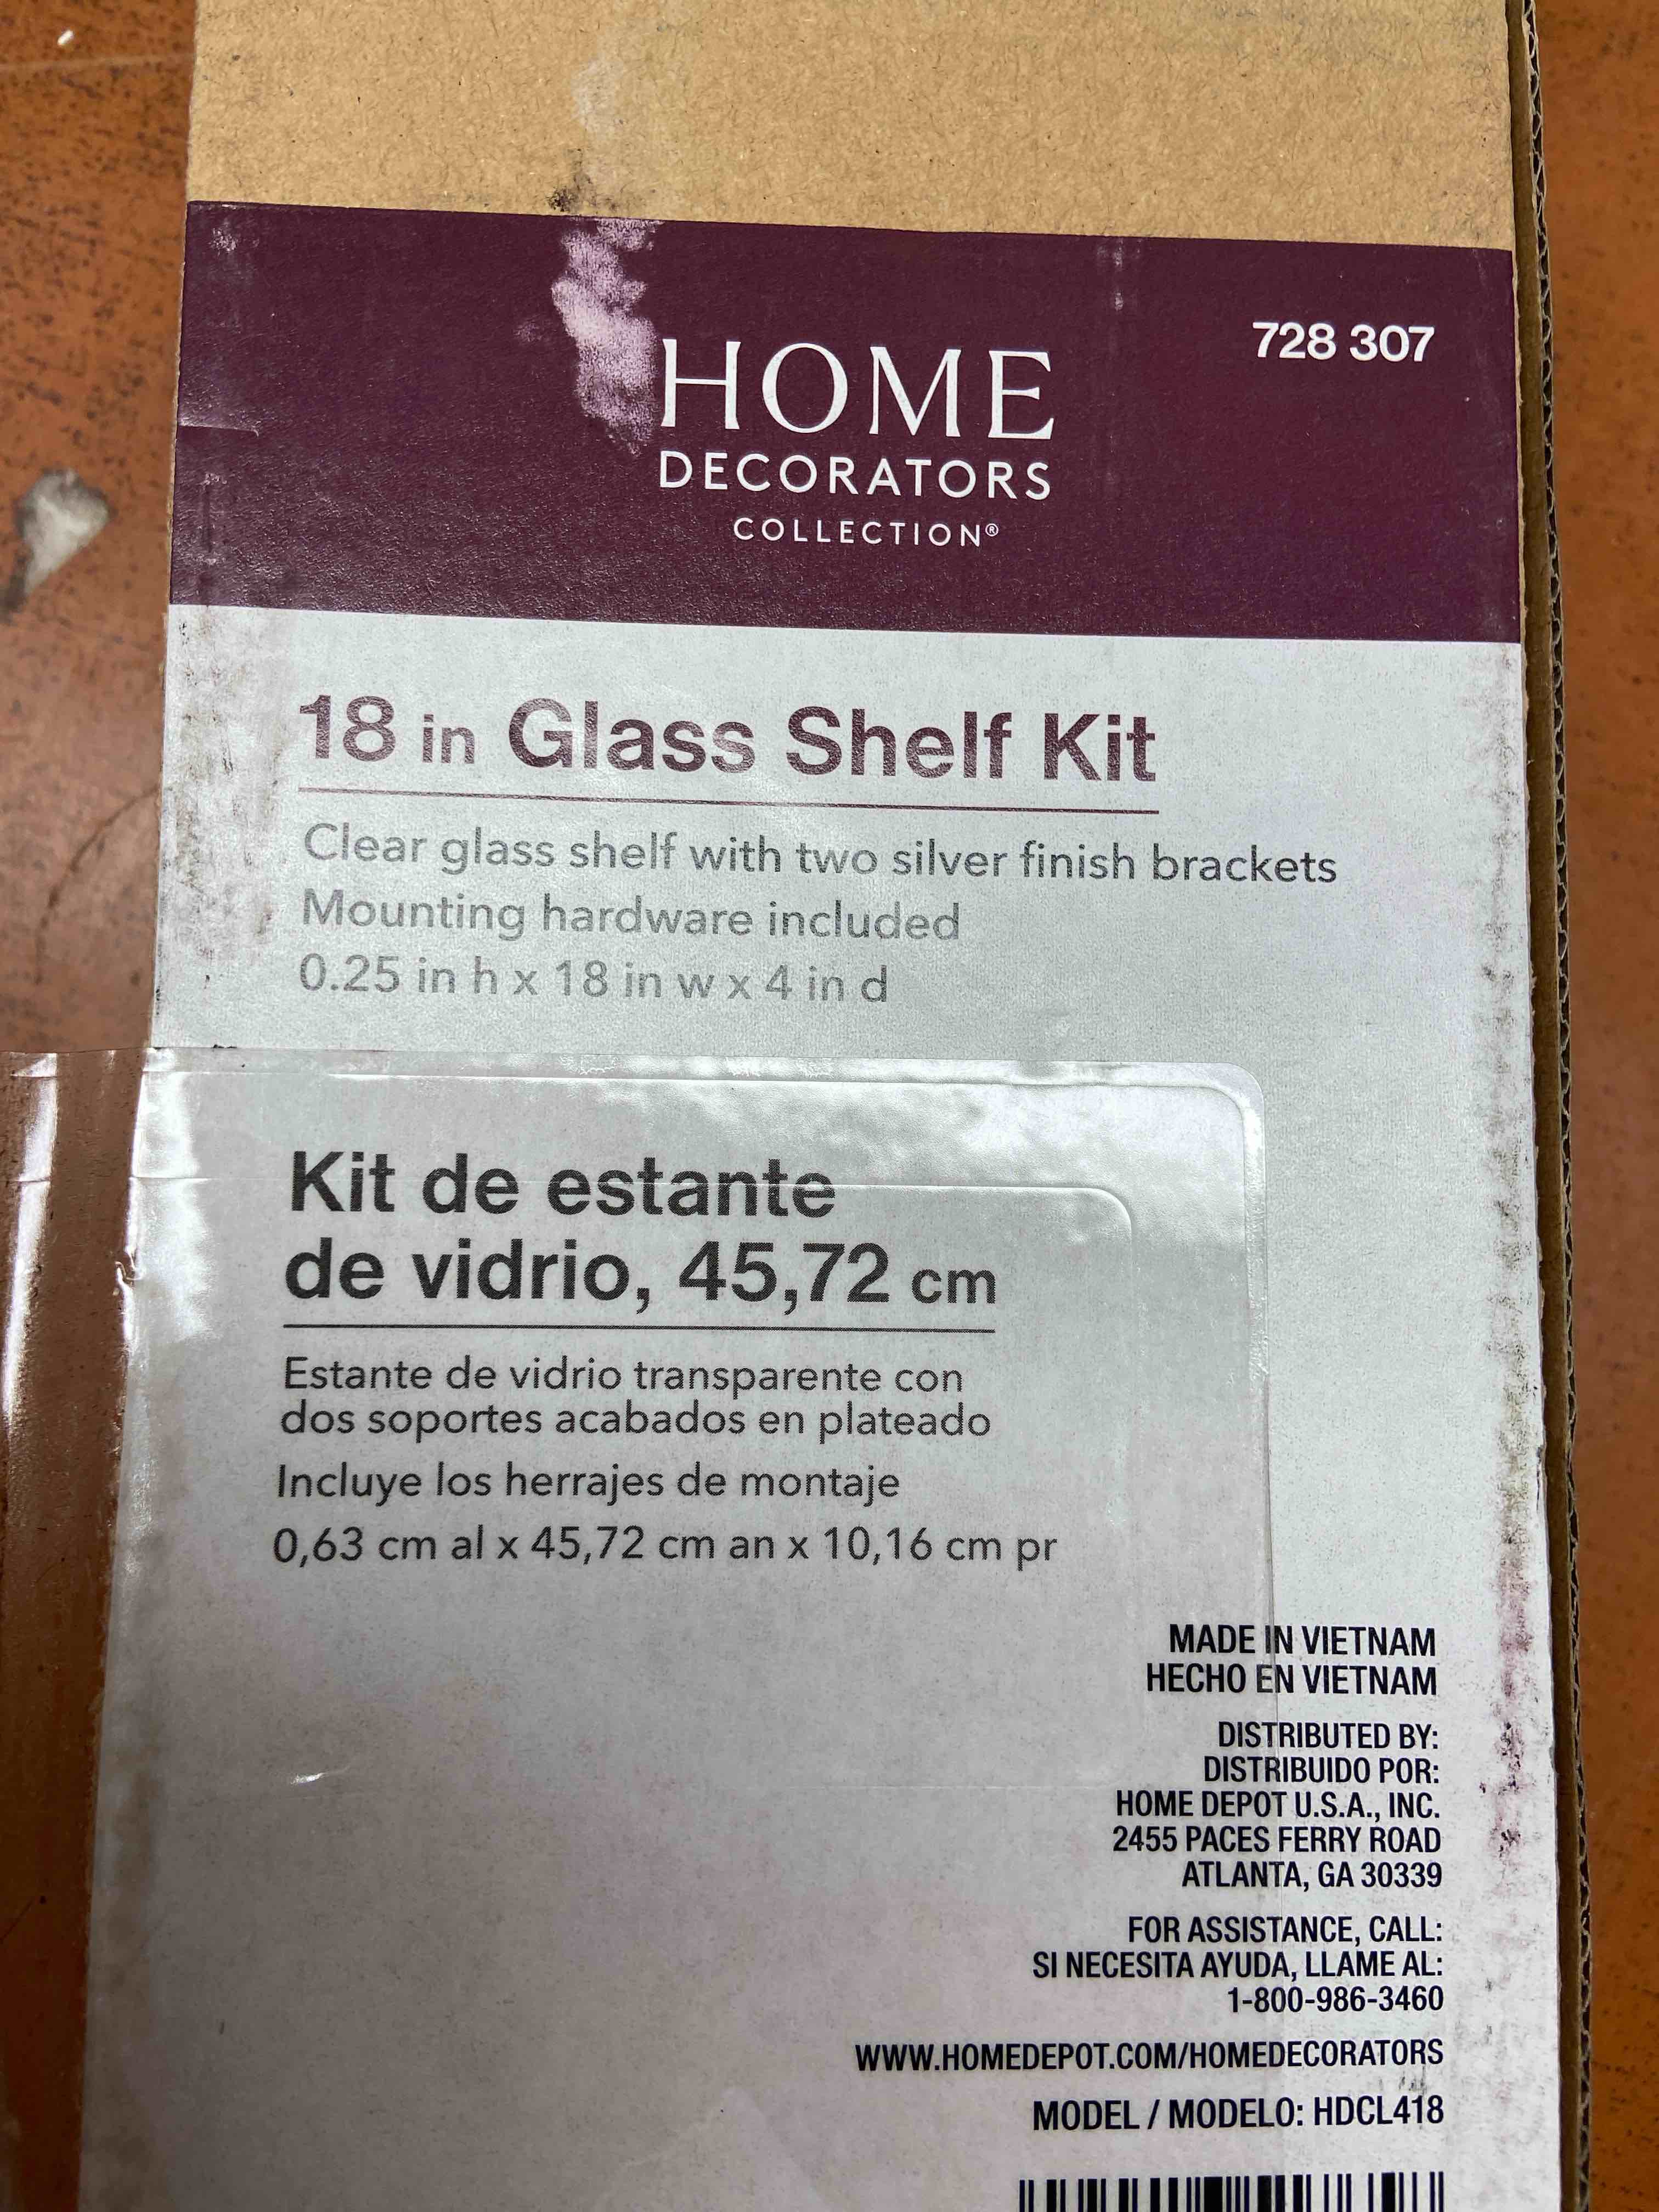 728 307
HOME
DECORATORS
COLLECTION®
18 in Glass Shelf Kit
Clear glass shelf with two silver finish brackets
Mounting hardware included
0.25 in h x 18 in w x 4 in d
Kit de estante
de vidrio, 45,72 cm
Estante de vidrio transparente con
dos soportes acabados en plateado
Incluye los herrajes de montaje
0,63 cm al x 45,72 cm an x 10,16 cm pr
MADE IN VIETNAM
HECHO EN VIETNAM
DISTRIBUTED BY:
DISTRIBUIDO POR:
HOME DEPOT U.S.A., INC.
2455 PACES FERRY ROAD
ATLANTA, GA 30339
FOR ASSISTANCE, CALL:
SI NECESITA AYUDA, LLAME AL:
1-800-986-3460
WWW.HOMEDEPOT.COM/HOMEDECORATORS
MODEL / MODELO: HDCL418